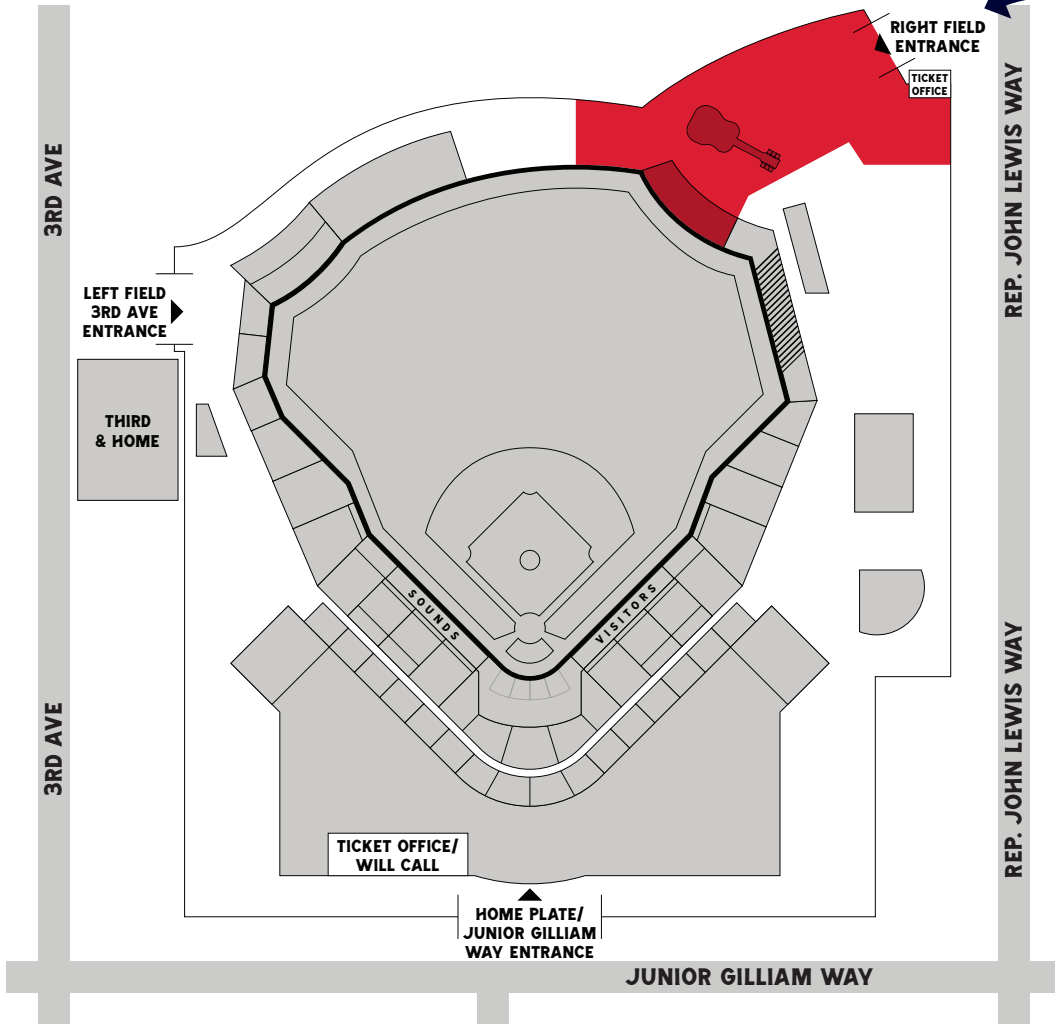 RIGHT FIELD
ENTRANCE
TICKET
OFFICE
3RD AVE
REP. JOHN LEWIS WAY
LEFT FIELD
3RD AVE
ENTRANCE
THIRD
& HOME
SOUNDS
VISITORS
3RD AVE
REP. JOHN LEWIS WAY
TICKET OFFICE/
WILL CALL
HOME PLATE/
JUNIOR GILLIAM
WAY ENTRANCE
JUNIOR GILLIAM WAY